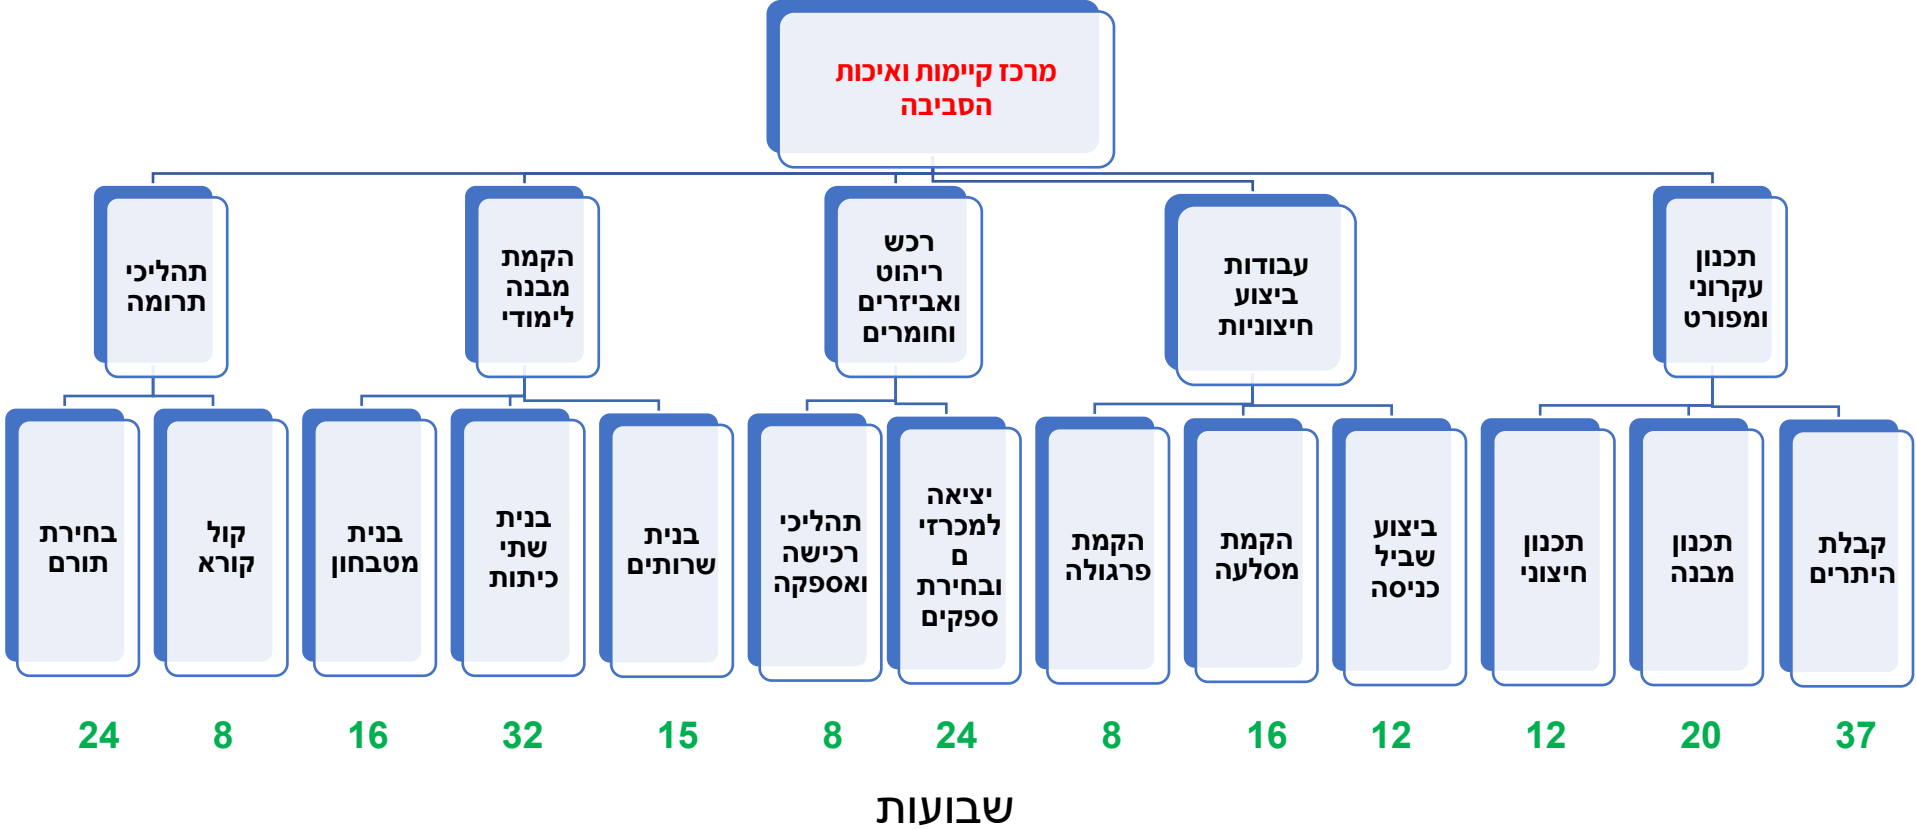 מרכז קיימות ואיכות
הסביבה
תכנון
עקרוני
ומפורט
עבודות
ביצוע
חיצוניות
רכש
ריהוט
ואביזרים
וחומרים
הקמת
מבנה
לימודי
תהליכי
תרומה
קבלת
היתרים
תכנון
מבנה
תכנון
חיצוני
ביצוע
שביל
כניסה
הקמת
מסלעה
הקמת
פרגולה
יציאה
למכרזי
ם
ובחירת
ספקים
תהליכי
רכישה
ואספקה
בנית
שרותים
בנית
שתי
כיתות
בנית
מטבחון
קול
קורא
בחירת
תורם
37
20
12
12
16
8
24
8
15
32
16
8
24
שבועות